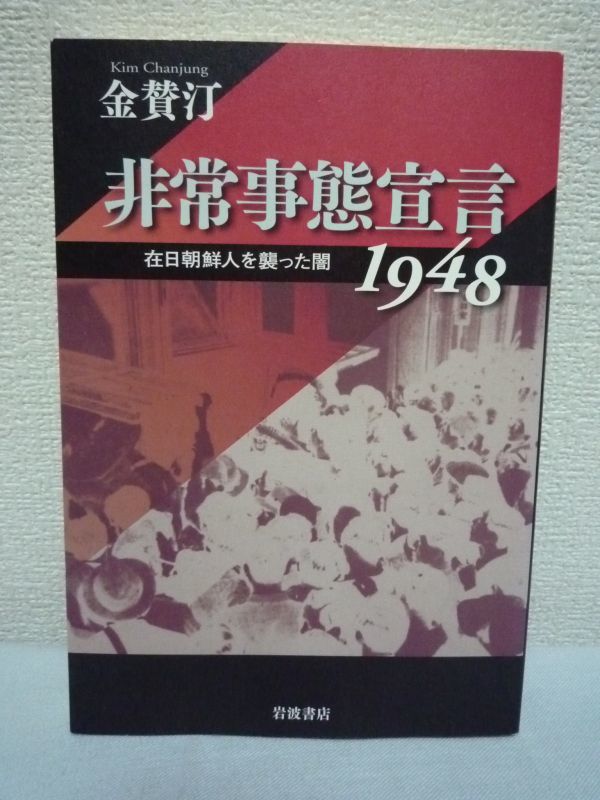 Kim Chanjung
金賛汀
非常事態宣言
1948
在日朝鮮人を襲った闇
岩波書店